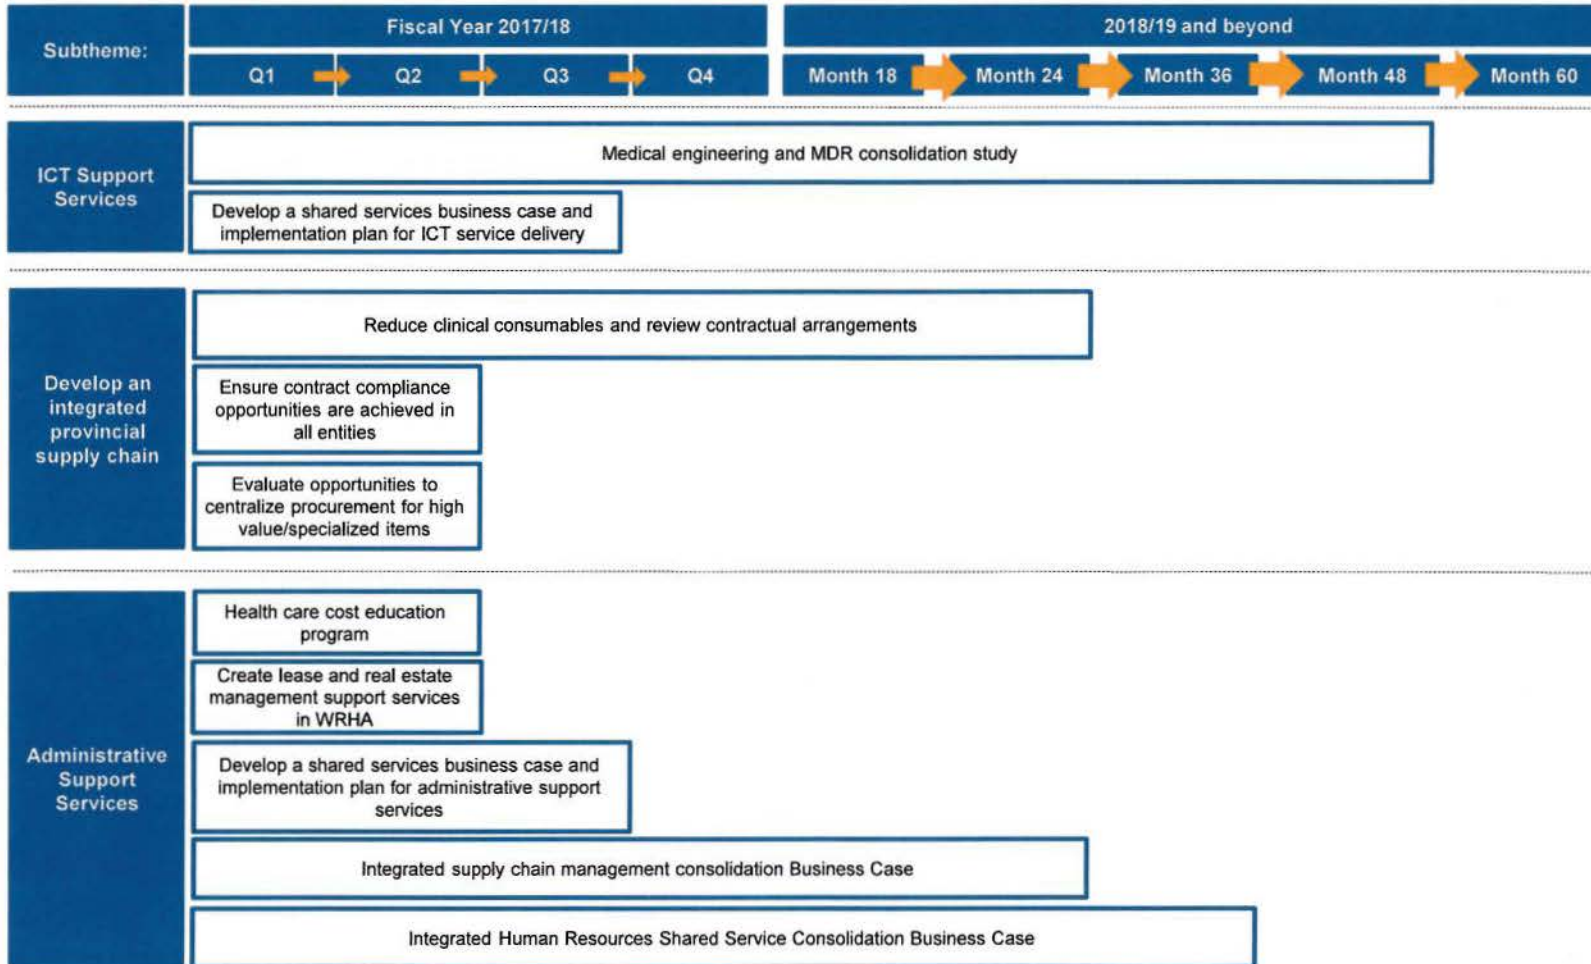 Subtheme:
Fiscal Year 2017/18
2018/19 and beyond
Q1
Q2
Q3
Q4
Month 18
Month 24
Month 36
Month 48
Month 60
ICT Support
Services
Medical engineering and MDR consolidation study
Develop a shared services business case and
implementation plan for ICT service delivery
Develop an
integrated
provincial
supply chain
Reduce clinical consumables and review contractual arrangements
Ensure contract compliance
opportunities are achieved in
all entities
Evaluate opportunities to
centralize procurement for high
value/specialized items
Administrative
Support
Services
Health care cost education
program
Create lease and real estate
management support services
in WRHA
Develop a shared services business case and
implementation plan for administrative support
services
Integrated supply chain management consolidation Business Case
Integrated Human Resources Shared Service Consolidation Business Case